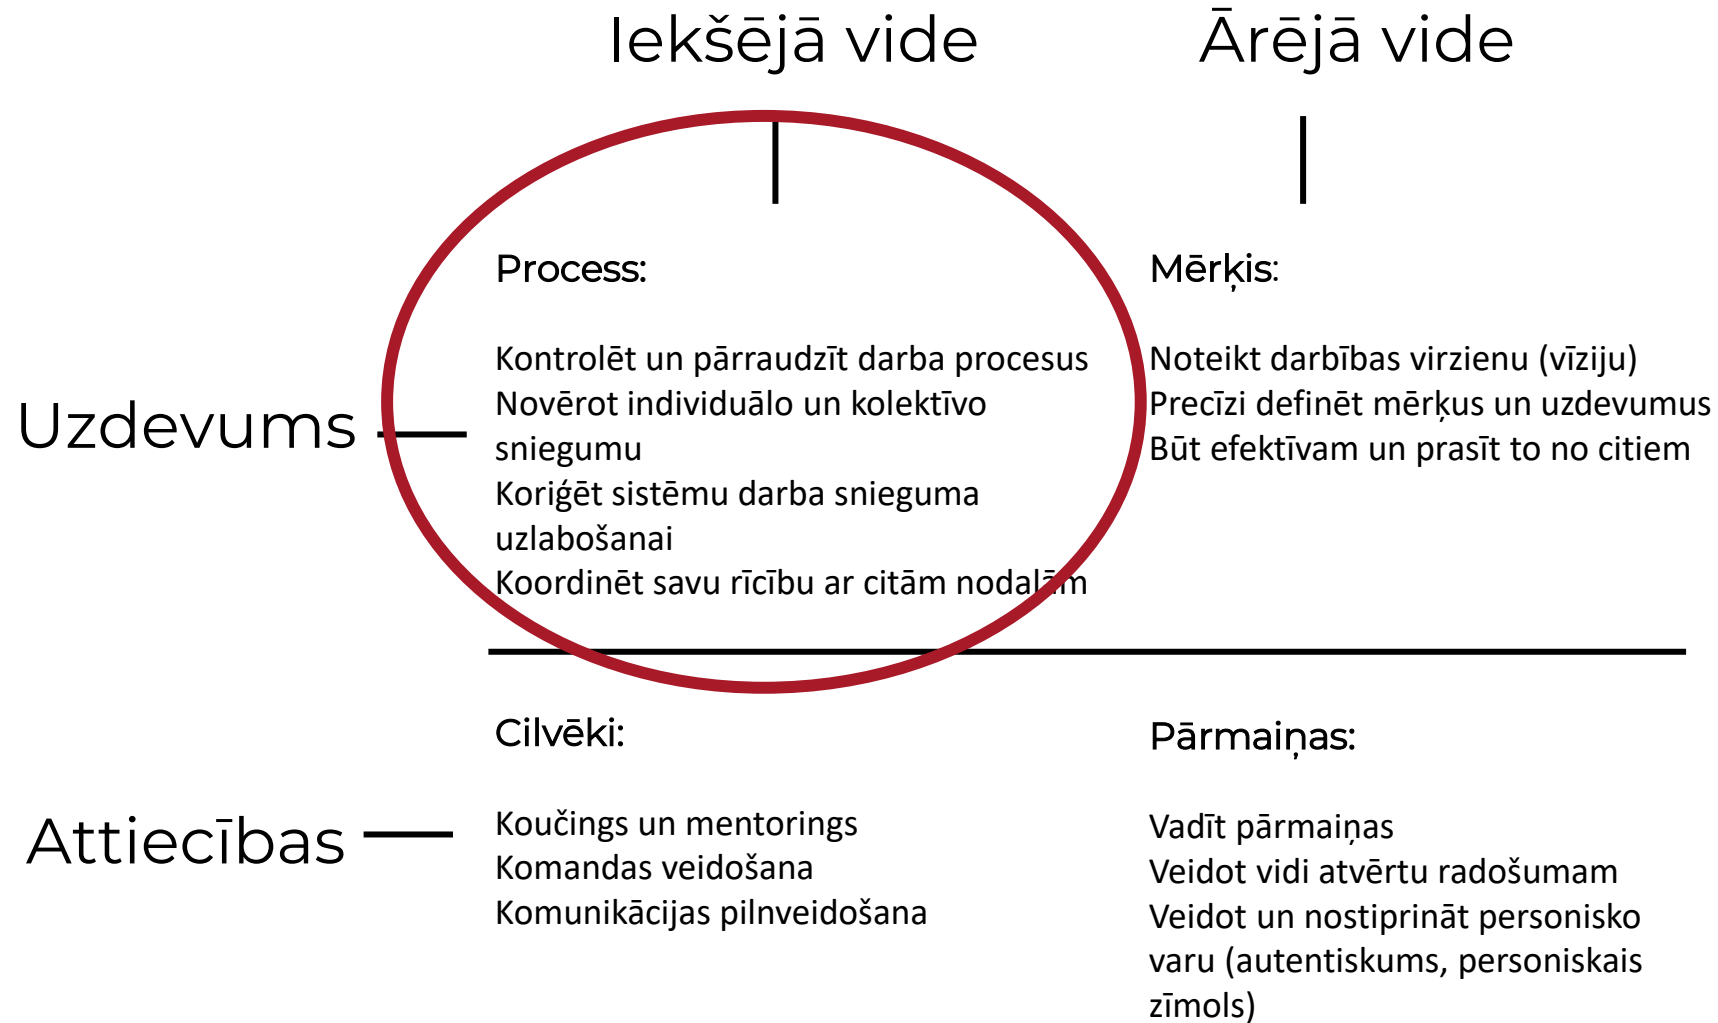 Iekšējā vide
Ārējā vide
Uzdevums
Process:
Kontrolēt un pārraudzīt darba procesus
Novērot individuālo un kolektīvo
sniegumu
Koriģēt sistēmu darba snieguma
uzlabošanai
Koordinēt savu rīcību ar citām nodaļām
Mērķis:
Noteikt darbības virzienu (vīziju)
Precīzi definēt mērķus un uzdevumus
Būt efektīvam un prasīt to no citiem
Attiecības
Cilvēki:
Koučings un mentorings
Komandas veidošana
Komunikācijas pilnveidošana
Pārmaiņas:
Vadīt pārmaiņas
Veidot vidi atvērtu radošumam
Veidot un nostiprināt personisko
varu (autentiskums, personiskais
zīmols)